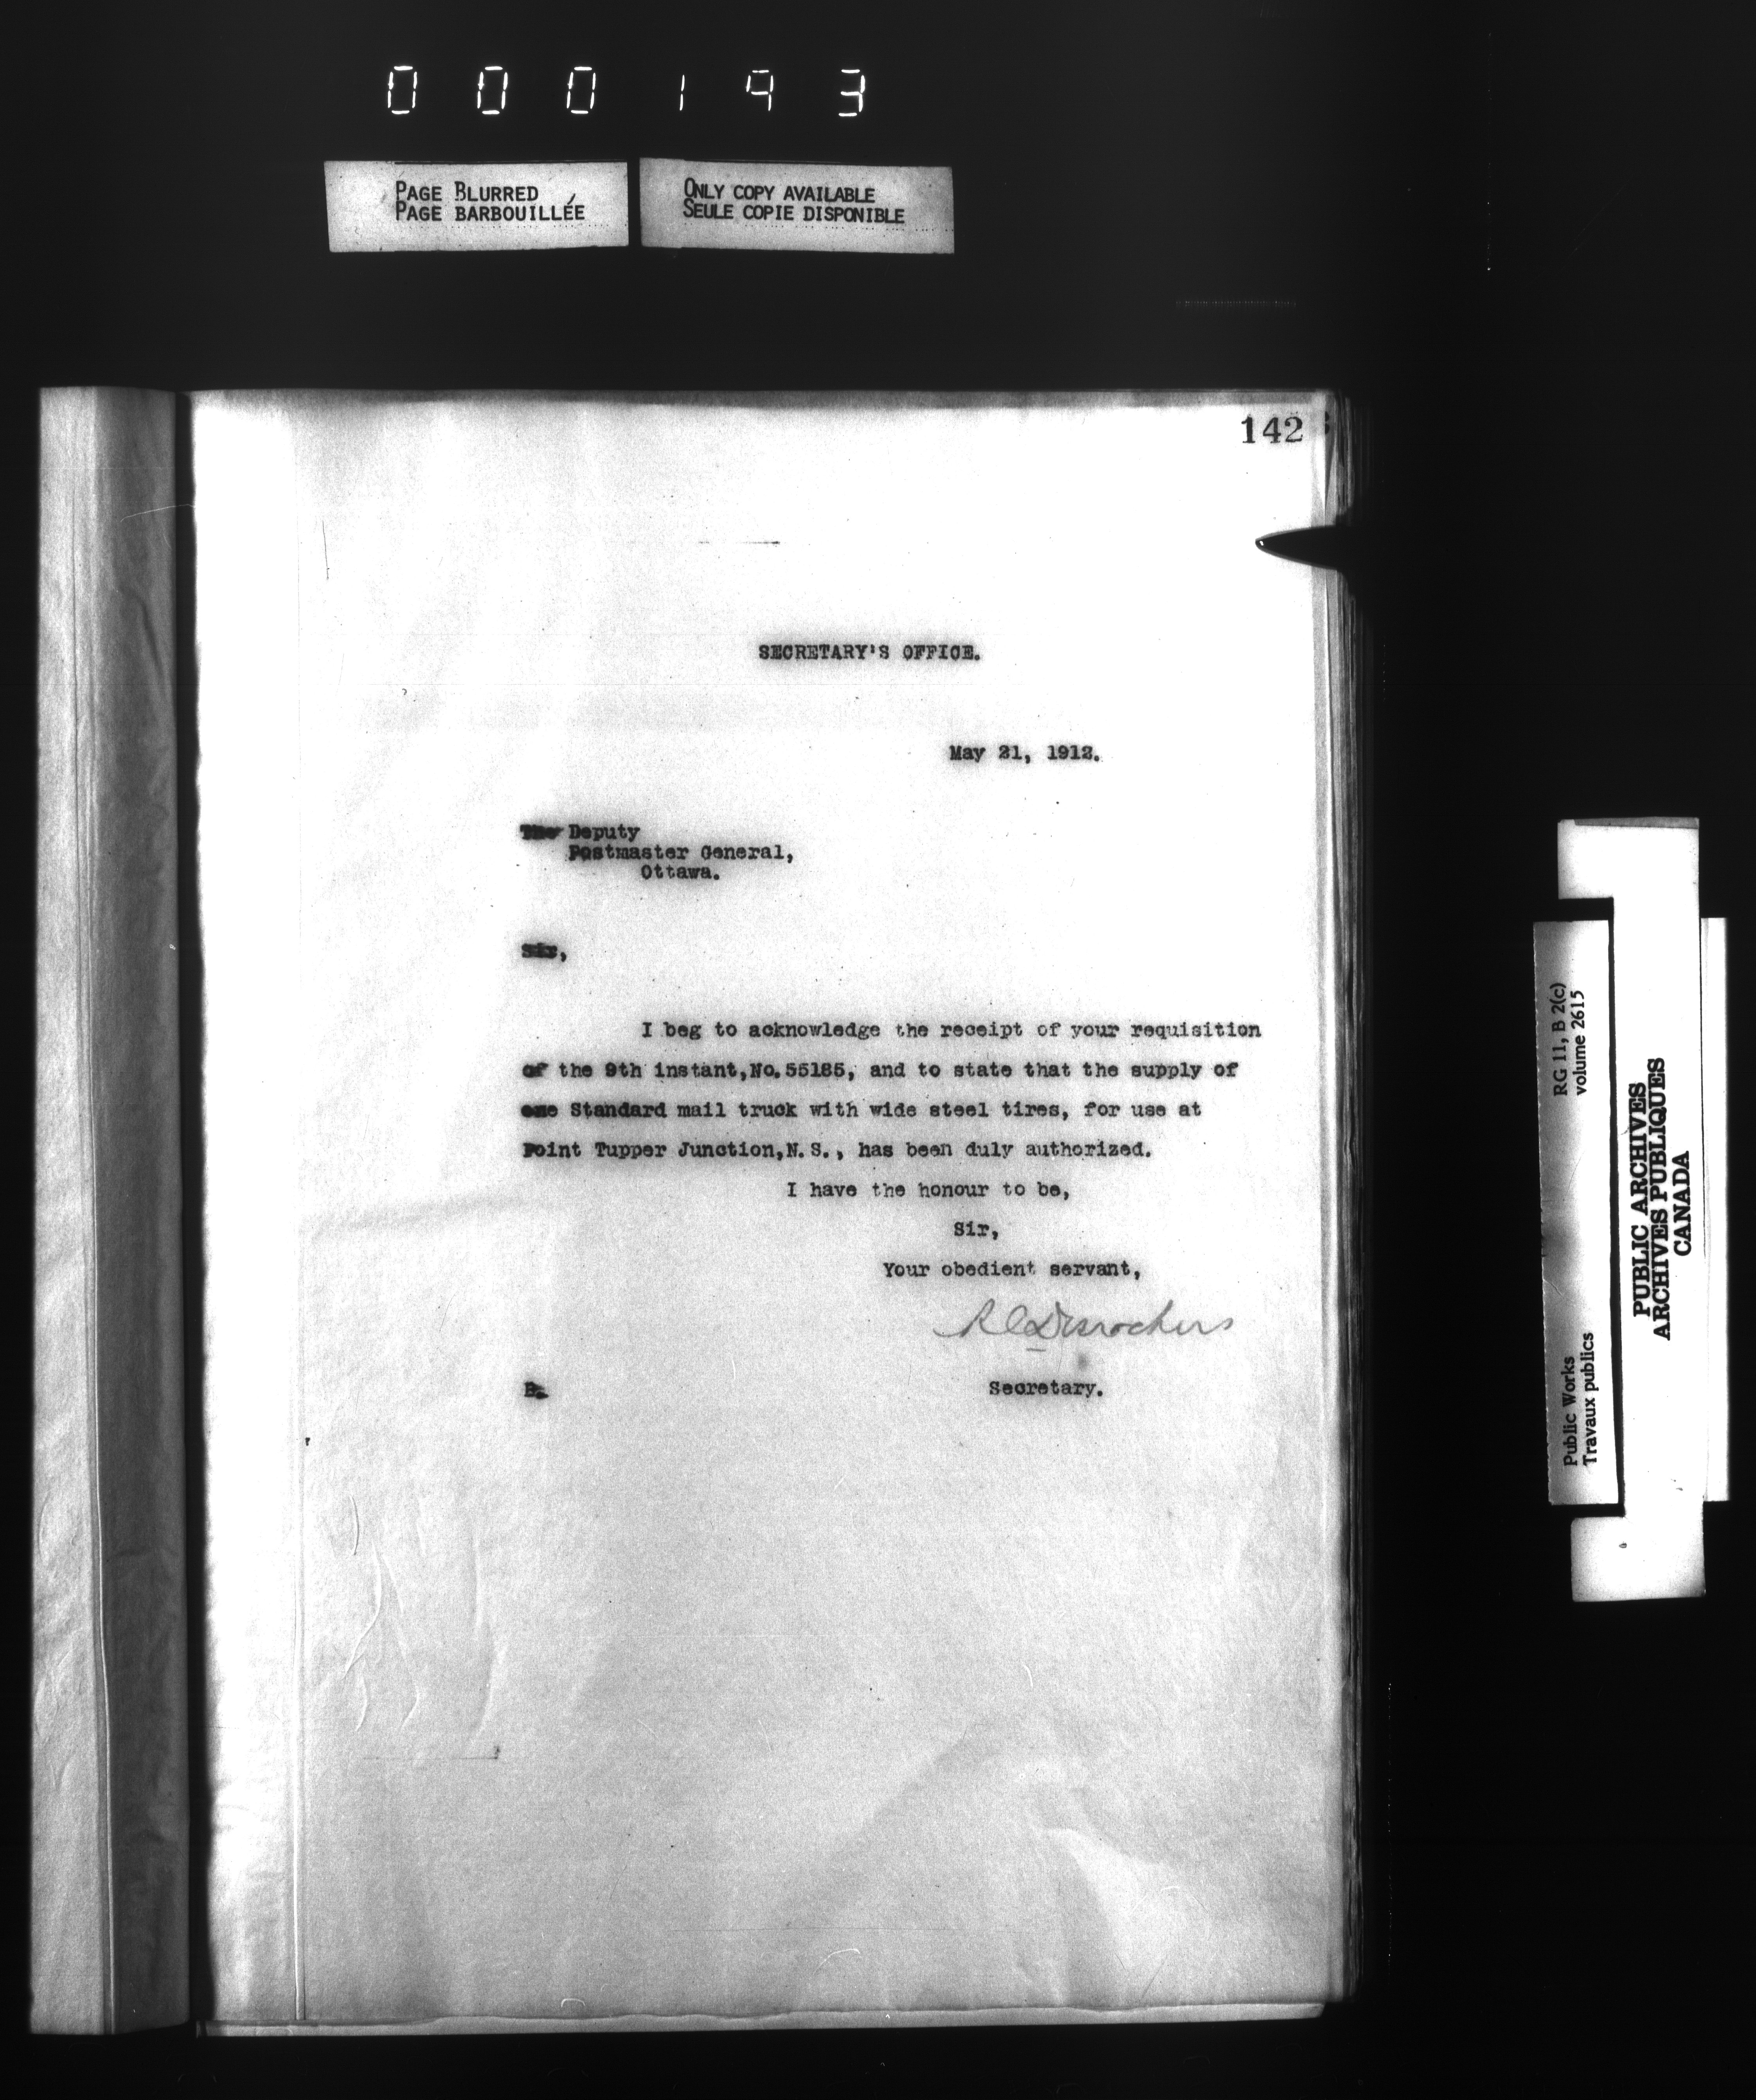 000193
PAGE BLURRED
PAGE BARBOUILLÉE
ONLY COPY AVAILABLE
SEULE COPIE DISPONIBLE
142
SECRETARY'S OFFICE.
May 21, 1912.
The Deputy
Postmaster General,
Ottawa.
Sir,
I beg to acknowledge the receipt of your requisition
of the 9th instant,No.55185, and to state that the supply of
one Standard mail truck with wide steel tires, for use at
Point Tupper Junction,N.S., has been duly authorized.
I have the honour to be,
Sir,
Your obedient servant,
R C Desrochers
Secretary.
RG 11, B 2(c)
volume 2615
Public Works
Travaux publics
PUBLIC ARCHIVES
ARCHIVES PUBLIQUES
CANADA